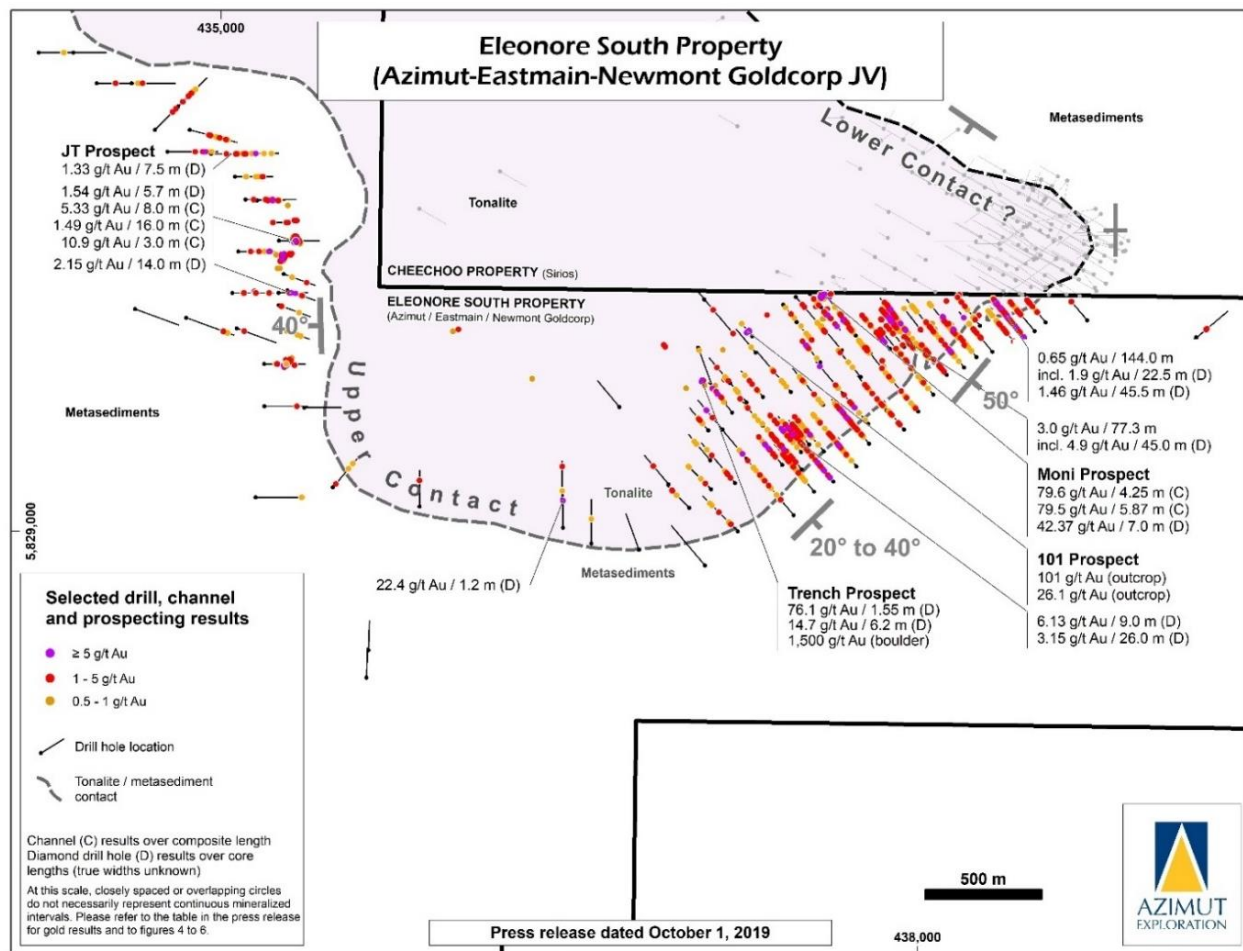 435,000
Eleonore South Property
(Azimut-Eastmain-Newmont Goldcorp JV)
Metasediments
Lower Contact ?
JT Prospect
1.33 g/t Au / 7.5 m (D)
1.54 g/t Au / 5.7 m (D)
5.33 g/t Au / 8.0 m (C)
1.49 g/t Au / 16.0 m (C)
10.9 g/t Au / 3.0 m (C)
2.15 g/t Au / 14.0 m (D)
Tonalite
CHEECHOO PROPERTY (Sirios)
ELEONORE SOUTH PROPERTY
(Azimut / Eastmain / Newmont Goldcorp)
40°
Metasediments
Upper Contact
0.65 g/t Au / 144.0 m
incl. 1.9 g/t Au / 22.5 m (D)
1.46 g/t Au / 45.5 m (D)
50°
3.0 g/t Au / 77.3 m
incl. 4.9 g/t Au / 45.0 m (D)
Moni Prospect
79.6 g/t Au / 4.25 m (C)
79.5 g/t Au / 5.87 m (C)
42.37 g/t Au / 7.0 m (D)
Tonalite
20° to 40°
5,829,000
Metasediments
22.4 g/t Au / 1.2 m (D)
101 Prospect
101 g/t Au (outcrop)
26.1 g/t Au (outcrop)
6.13 g/t Au / 9.0 m (D)
3.15 g/t Au / 26.0 m (D)
Trench Prospect
76.1 g/t Au / 1.55 m (D)
14.7 g/t Au / 6.2 m (D)
1,500 g/t Au (boulder)
Selected drill, channel
and prospecting results
≥ 5 g/t Au
1 - 5 g/t Au
0.5 - 1 g/t Au
Drill hole location
Tonalite / metasediment
contact
Channel (C) results over composite length
Diamond drill hole (D) results over core
lengths (true widths unknown)
At this scale, closely spaced or overlapping circles
do not necessarily represent continuous mineralized
intervals. Please refer to the table in the press release
for gold results and to figures 4 to 6.
500 m
AZIMUT
EXPLORATION
Press release dated October 1, 2019
438,000